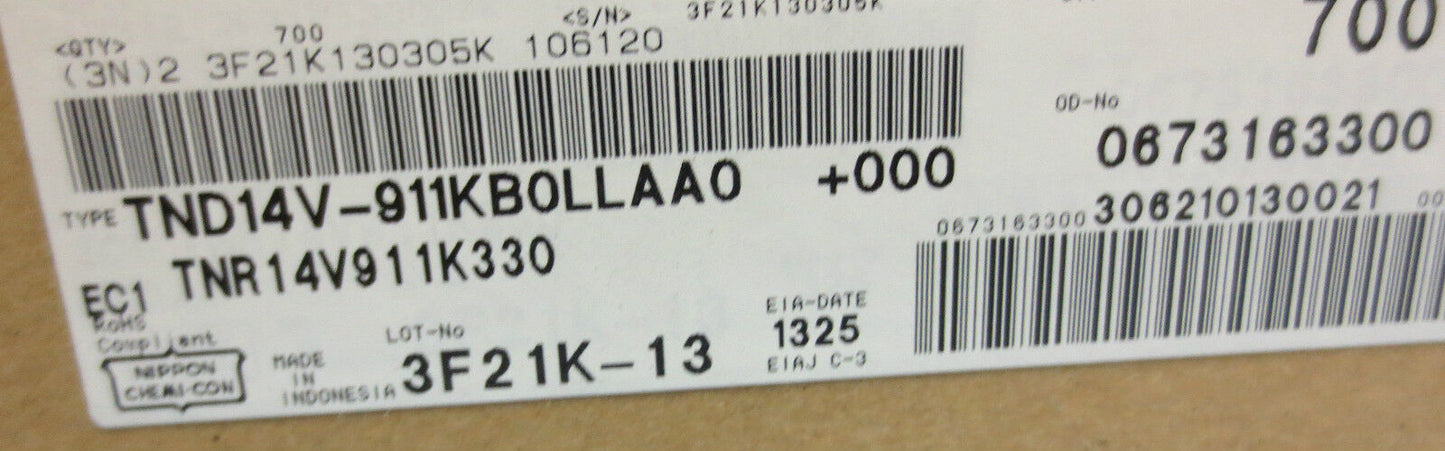 <QTY> 700 <S/N> 3F21K130305K
700
(3N)2 3F21K130305K 106120
OD-No
0673163300
TYPE TND14V-911KB0LLAA0 +000
0673163300 306210130021 00
TNR14V911K330
EC1
RoHS
Compliant
NIPPON
CHEMI-CON
MADE
IN
INDONESIA
LOT-No
3F21K-13
EIA-DATE
1325
EIAJ C-3